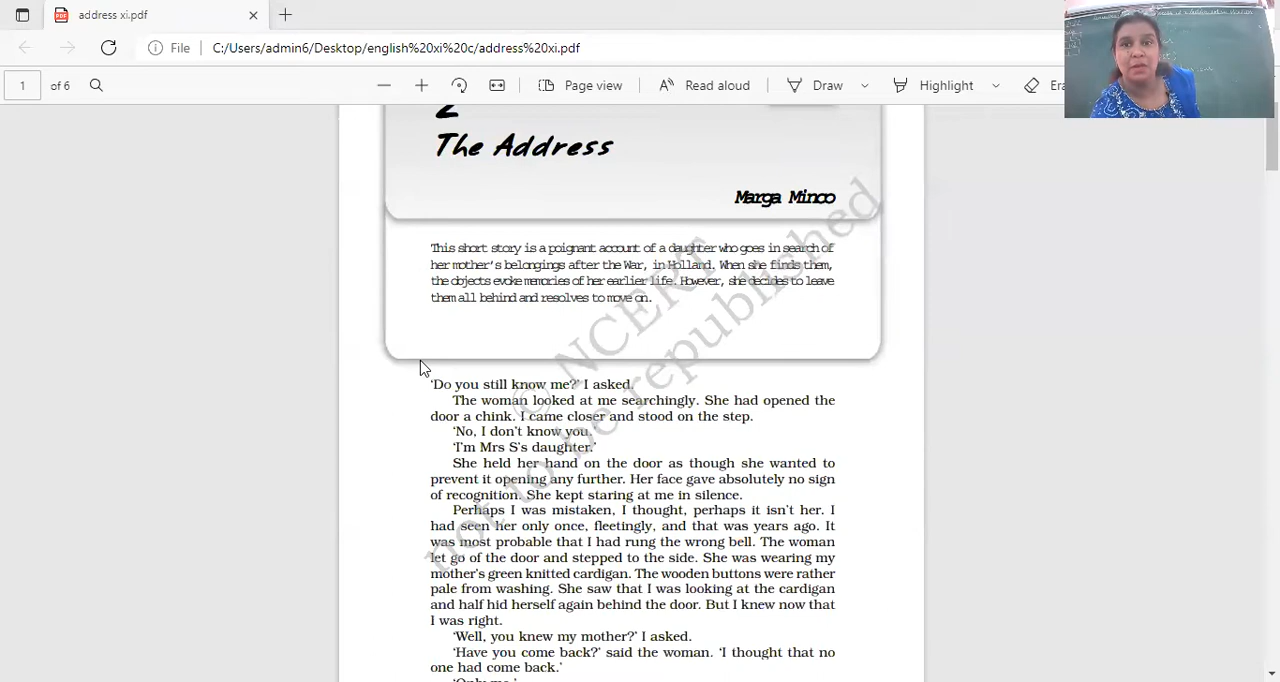 address xi.pdf
File
C:/Users/admin6/Desktop/english%20xi%20c/address%20xi.pdf
1 of 6
Page view
Read aloud
Draw
Highlight
Era
2
The Address
Marga Minco
This short story is a poignant account of a daughter who goes in search of
her mother's belongings after the War, in Holland. When she finds them,
the objects evoke memories of her earlier life. However, she decides to leave
them all behind and resolves to move on.
© NCERT
not to be republished
‘Do you still know me?’ I asked.
The woman looked at me searchingly. She had opened the
door a chink. I came closer and stood on the step.
‘No, I don't know you.’
‘I'm Mrs S's daughter.’
She held her hand on the door as though she wanted to
prevent it opening any further. Her face gave absolutely no sign
of recognition. She kept staring at me in silence.
Perhaps I was mistaken, I thought, perhaps it isn't her. I
had seen her only once, fleetingly, and that was years ago. It
was most probable that I had rung the wrong bell. The woman
let go of the door and stepped to the side. She was wearing my
mother's green knitted cardigan. The wooden buttons were rather
pale from washing. She saw that I was looking at the cardigan
and half hid herself again behind the door. But I knew now that
I was right.
‘Well, you knew my mother?’ I asked.
‘Have you come back?’ said the woman. ‘I thought that no
one had come back.’
‘Only me.’